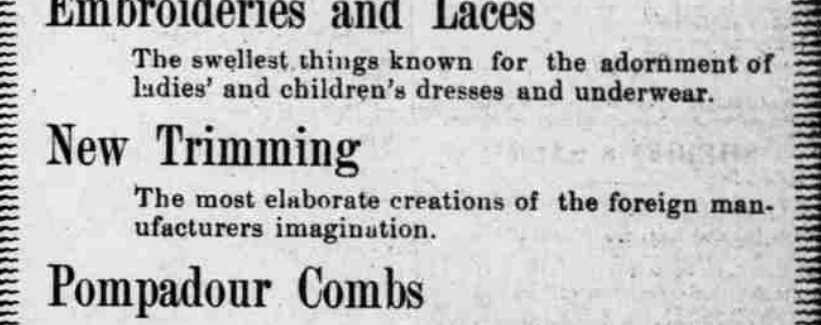 Embroideries and Laces
The swellest things known for the adornment of
ladies' and children's dresses and underwear.
New Trimming
The most elaborate creations of the foreign man-
ufacturers imagination.
Pompadour Combs